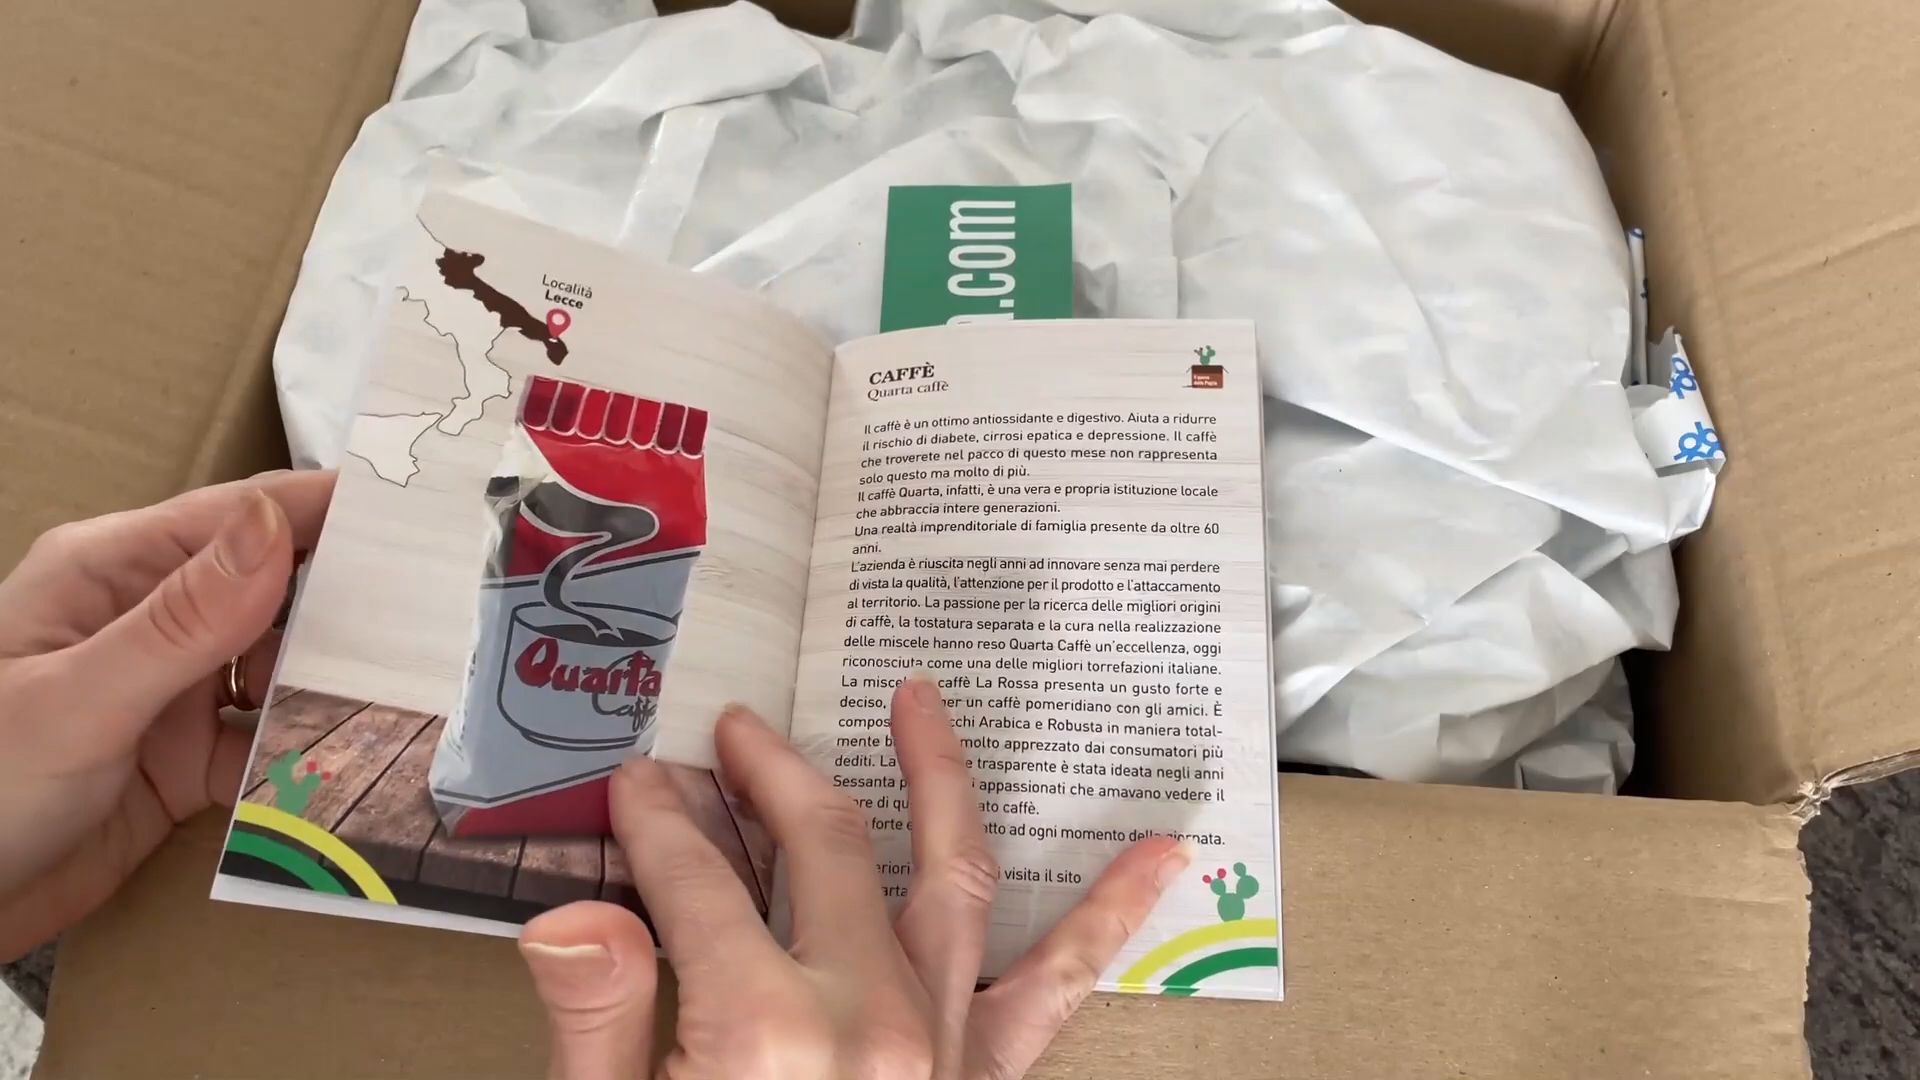 .com
Località
Lecce
Quarta
Caffè
CAFFÈ
Quarta caffè
Il caffè è un ottimo antiossidante e digestivo. Aiuta a ridurre
il rischio di diabete, cirrosi epatica e depressione. Il caffè
che troverete nel pacco di questo mese non rappresenta
solo questo ma molto di più.
Il caffè Quarta, infatti, è una vera e propria istituzione locale
che abbraccia intere generazioni.
Una realtà imprenditoriale di famiglia presente da oltre 60
anni.
L'azienda è riuscita negli anni ad innovare senza mai perdere
di vista la qualità, l'attenzione per il prodotto e l'attaccamento
al territorio. La passione per la ricerca delle migliori origini
di caffè, la tostatura separata e la cura nella realizzazione
delle miscele hanno reso Quarta Caffè un'eccellenza, oggi
riconosciuta come una delle migliori torrefazioni italiane.
La caffè La Rossa presenta un gusto forte e
deciso, per un caffè pomeridiano con gli amici. È
Arabica e Robusta in maniera total-
mente molto apprezzato dai consumatori più
dediti. La trasparente è stata ideata negli anni
Sessanta appassionati che amavano vedere il
di caffè.
forte ad ogni momento della giornata.
visita il sito